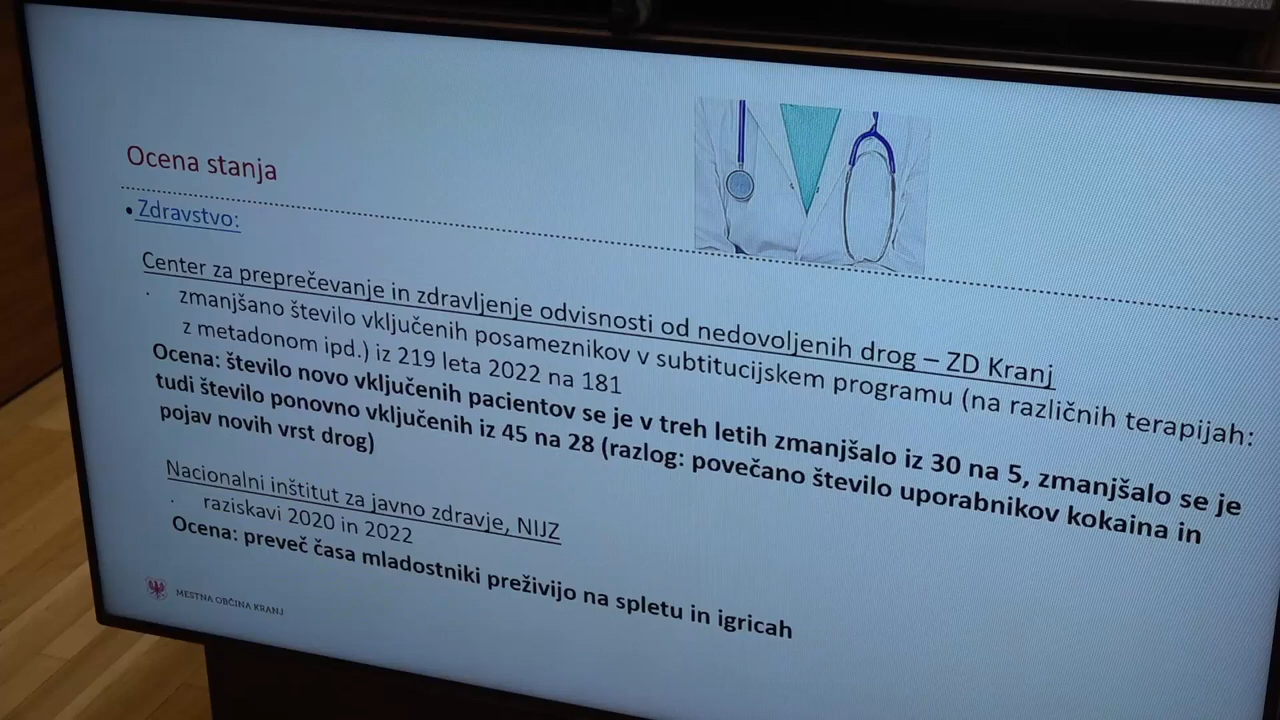 Ocena stanja
• Zdravstvo:
Center za preprečevanje in zdravljenje odvisnosti od nedovoljenih drog – ZD Kranj
· zmanjšano število vključenih posameznikov v subtitucijskem programu (na različnih terapijah:
z metadonom ipd.) iz 219 leta 2022 na 181
Ocena: število novo vključenih pacientov se je v treh letih zmanjšalo iz 30 na 5, zmanjšalo se je
tudi število ponovno vključenih iz 45 na 28 (razlog: povečano število uporabnikov kokaina in
pojav novih vrst drog)
Nacionalni inštitut za javno zdravje, NIJZ
· raziskavi 2020 in 2022
Ocena: preveč časa mladostniki preživijo na spletu in igricah
MESTNA OBČINA KRANJ